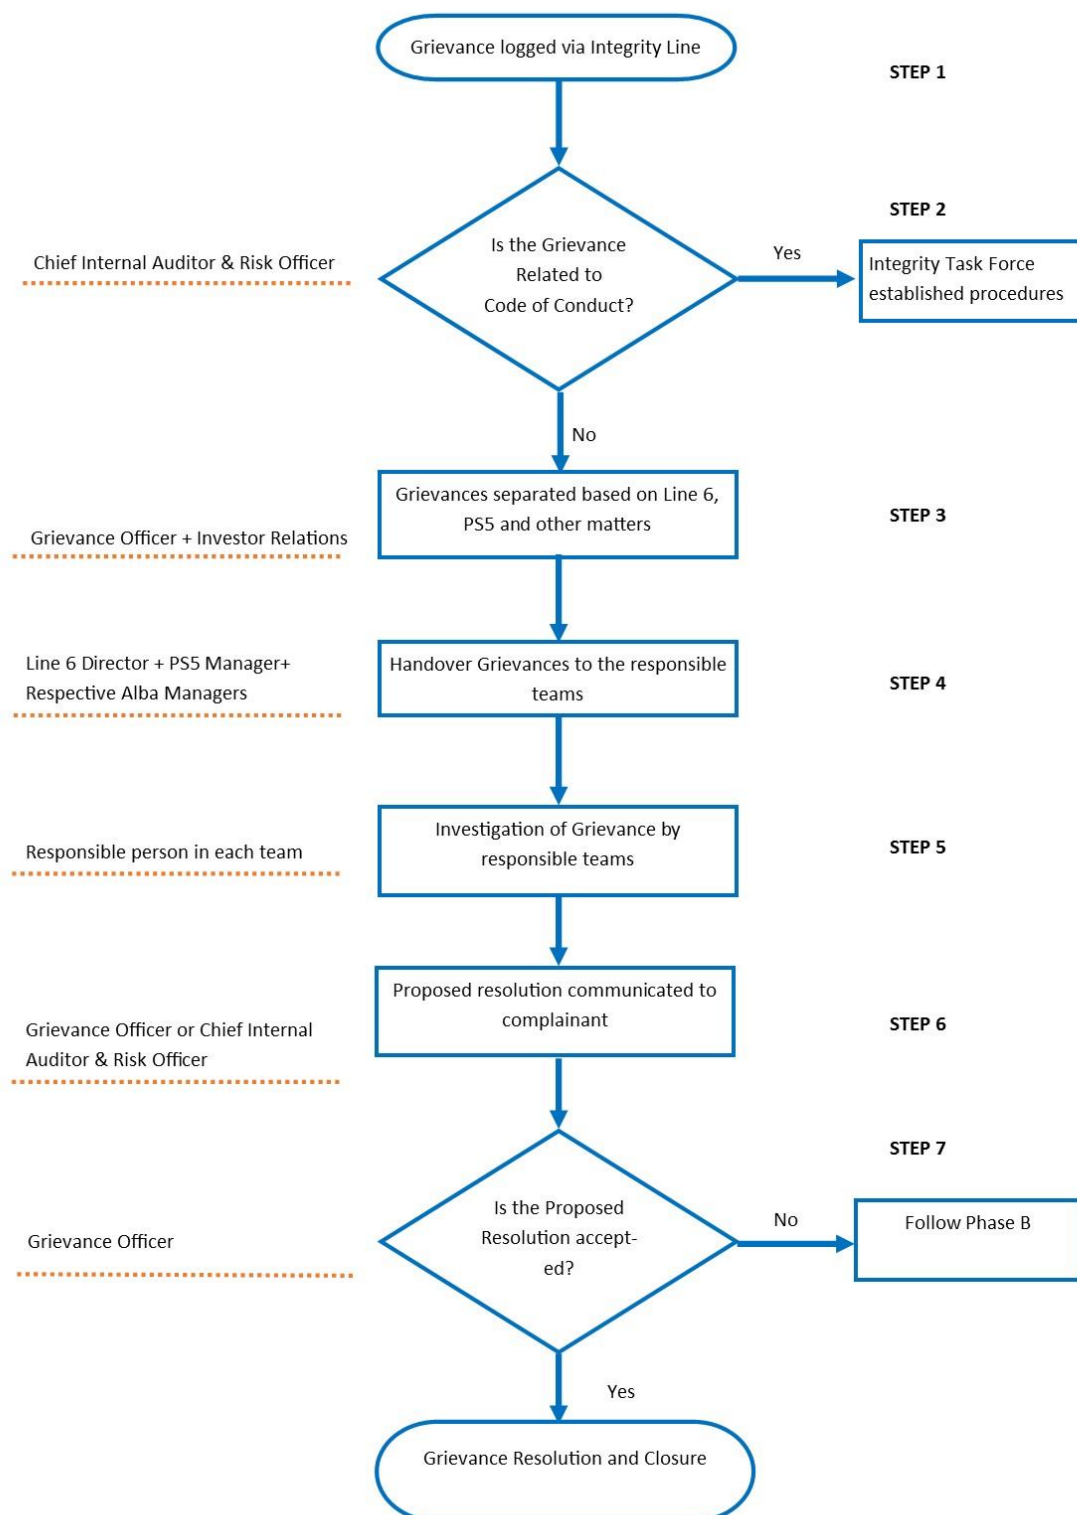 Grievance logged via Integrity Line
STEP 1
STEP 2
Chief Internal Auditor & Risk Officer
Is the Grievance
Related to
Code of Conduct?
Yes
Integrity Task Force
established procedures
No
Grievance Officer + Investor Relations
Grievances separated based on Line 6,
PS5 and other matters
STEP 3
Line 6 Director + PS5 Manager+
Respective Alba Managers
Handover Grievances to the responsible
teams
STEP 4
Responsible person in each team
Investigation of Grievance by
responsible teams
STEP 5
Grievance Officer or Chief Internal
Auditor & Risk Officer
Proposed resolution communicated to
complainant
STEP 6
STEP 7
Grievance Officer
Is the Proposed
Resolution accept-
ed?
No
Follow Phase B
Yes
Grievance Resolution and Closure